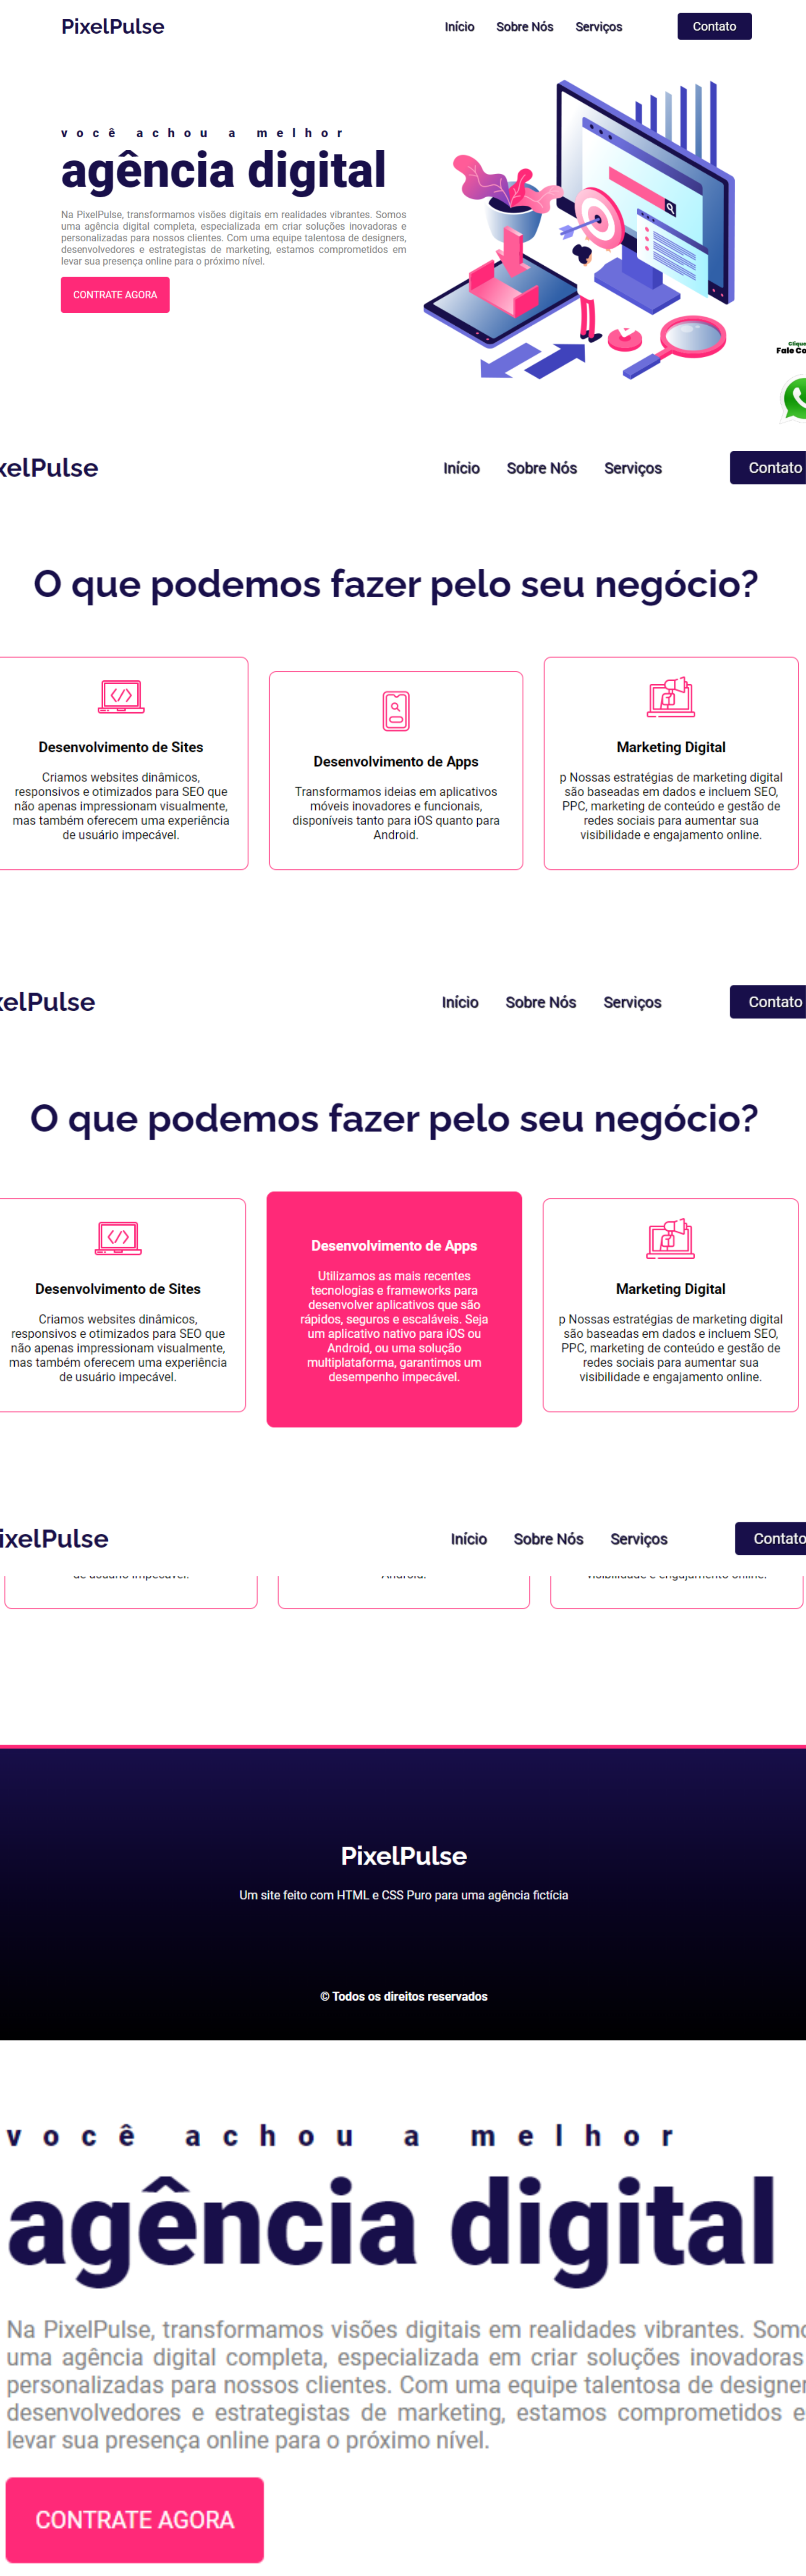 PixelPulse
Início Sobre Nós Serviços Contato
você achou a melhor
agência digital
Na PixelPulse, transformamos visões digitais em realidades vibrantes. Somos
uma agência digital completa, especializada em criar soluções inovadoras e
personalizadas para nossos clientes. Com uma equipe talentosa de designers,
desenvolvedores e estrategistas de marketing, estamos comprometidos em
levar sua presença online para o próximo nível.
CONTRATE AGORA
Clique
Fale Co
xelPulse
Início Sobre Nós Serviços Contato
O que podemos fazer pelo seu negócio?
Desenvolvimento de Sites
Criamos websites dinâmicos,
responsivos e otimizados para SEO que
não apenas impressionam visualmente,
mas também oferecem uma experiência
de usuário impecável.
Desenvolvimento de Apps
Transformamos ideias em aplicativos
móveis inovadores e funcionais,
disponíveis tanto para iOS quanto para
Android.
Marketing Digital
p Nossas estratégias de marketing digital
são baseadas em dados e incluem SEO,
PPC, marketing de conteúdo e gestão de
redes sociais para aumentar sua
visibilidade e engajamento online.
xelPulse
Início Sobre Nós Serviços Contato
O que podemos fazer pelo seu negócio?
Desenvolvimento de Sites
Criamos websites dinâmicos,
responsivos e otimizados para SEO que
não apenas impressionam visualmente,
mas também oferecem uma experiência
de usuário impecável.
Desenvolvimento de Apps
Utilizamos as mais recentes
tecnologias e frameworks para
desenvolver aplicativos que são
rápidos, seguros e escaláveis. Seja
um aplicativo nativo para iOS ou
Android, ou uma solução
multiplataforma, garantimos um
desempenho impecável.
Marketing Digital
p Nossas estratégias de marketing digital
são baseadas em dados e incluem SEO,
PPC, marketing de conteúdo e gestão de
redes sociais para aumentar sua
visibilidade e engajamento online.
ixelPulse
Início Sobre Nós Serviços Contato
de usuário impecável.
Android.
visibilidade e engajamento online.
PixelPulse
Um site feito com HTML e CSS Puro para uma agência fictícia
© Todos os direitos reservados
você achou a melhor
agência digital
Na PixelPulse, transformamos visões digitais em realidades vibrantes. Somo
uma agência digital completa, especializada em criar soluções inovadoras
personalizadas para nossos clientes. Com uma equipe talentosa de designer
desenvolvedores e estrategistas de marketing, estamos comprometidos e
levar sua presença online para o próximo nível.
CONTRATE AGORA